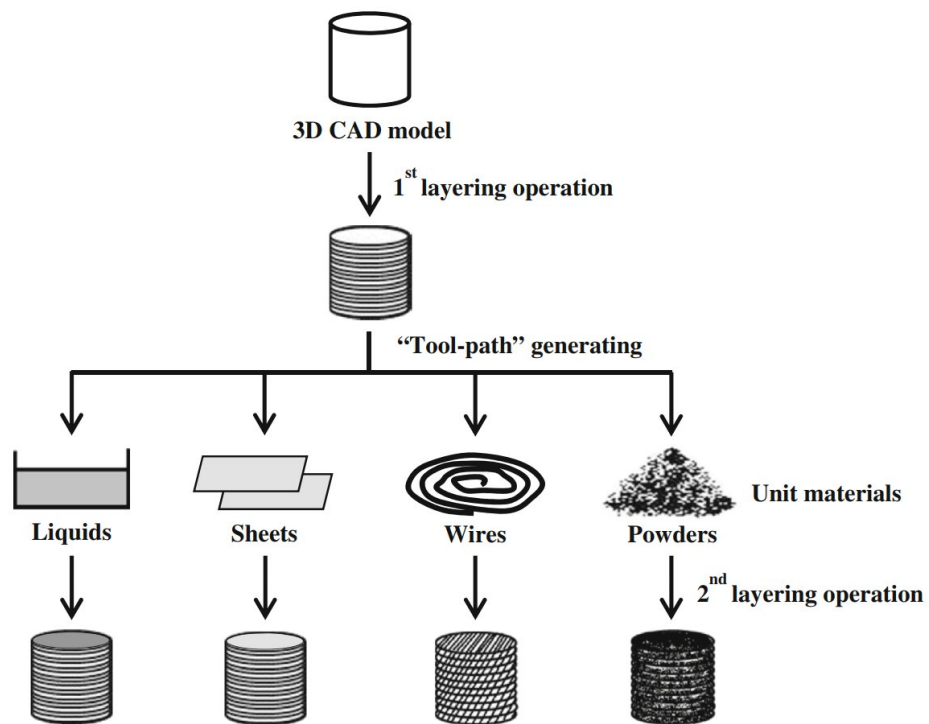 3D CAD model
1st layering operation
“Tool-path” generating
Unit materials
Liquids Sheets Wires Powders
2nd layering operation